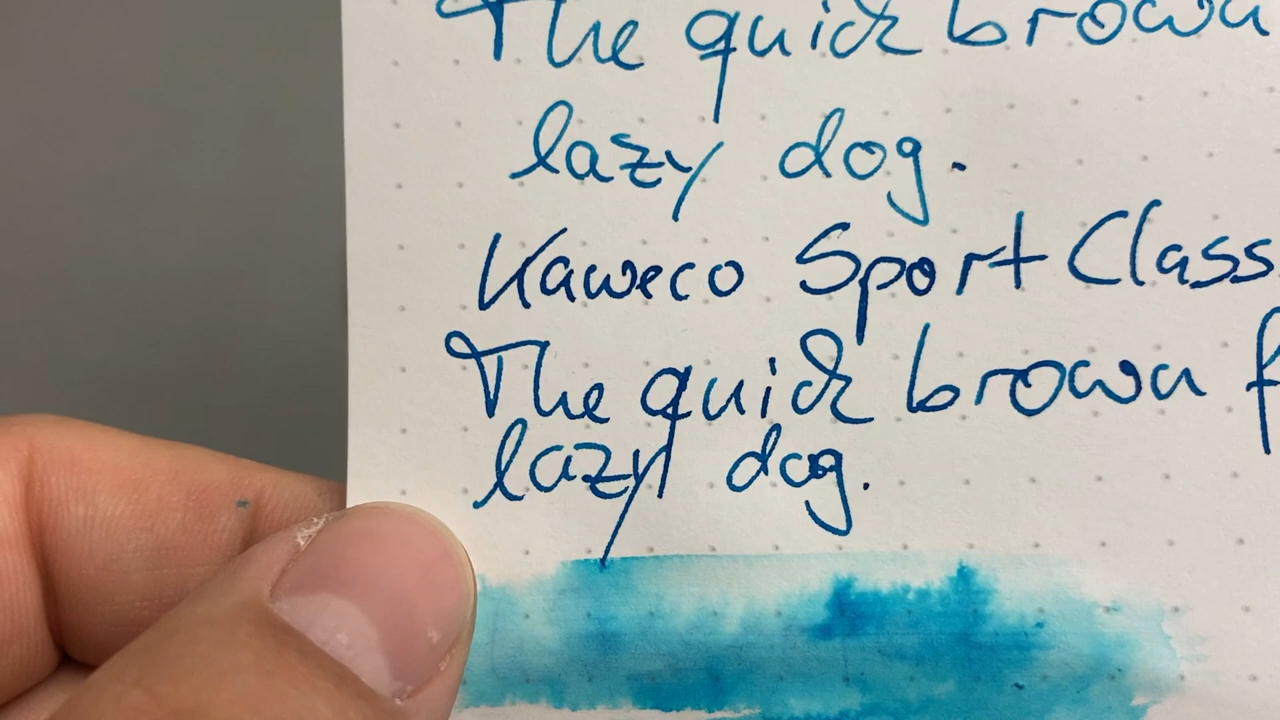 The quick brown
lazy dog.
Kaweco Sport Class
The quick brown f
lazy dog.